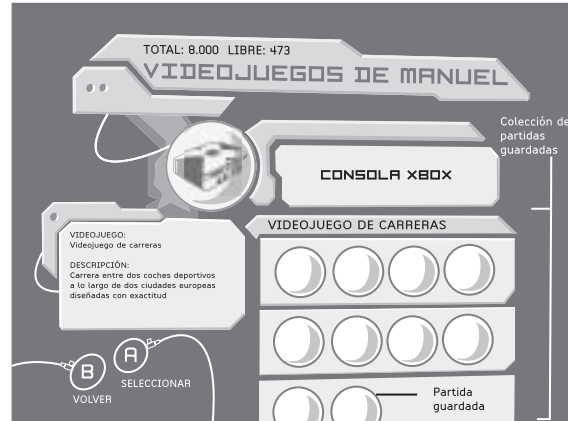 TOTAL: 8.000 LIBRE: 473
VIDEOJUEGOS DE MANUEL
Colección de
partidas
guardadas
CONSOLA XBOX
VIDEOJUEGO DE CARRERAS
VIDEOJUEGO:
Videojuego de carreras
DESCRIPCIÓN:
Carrera entre dos coches deportivos
a lo largo de dos ciudades europeas
diseñadas con exactitud
A
SELECCIONAR
B
VOLVER
Partida
guardada